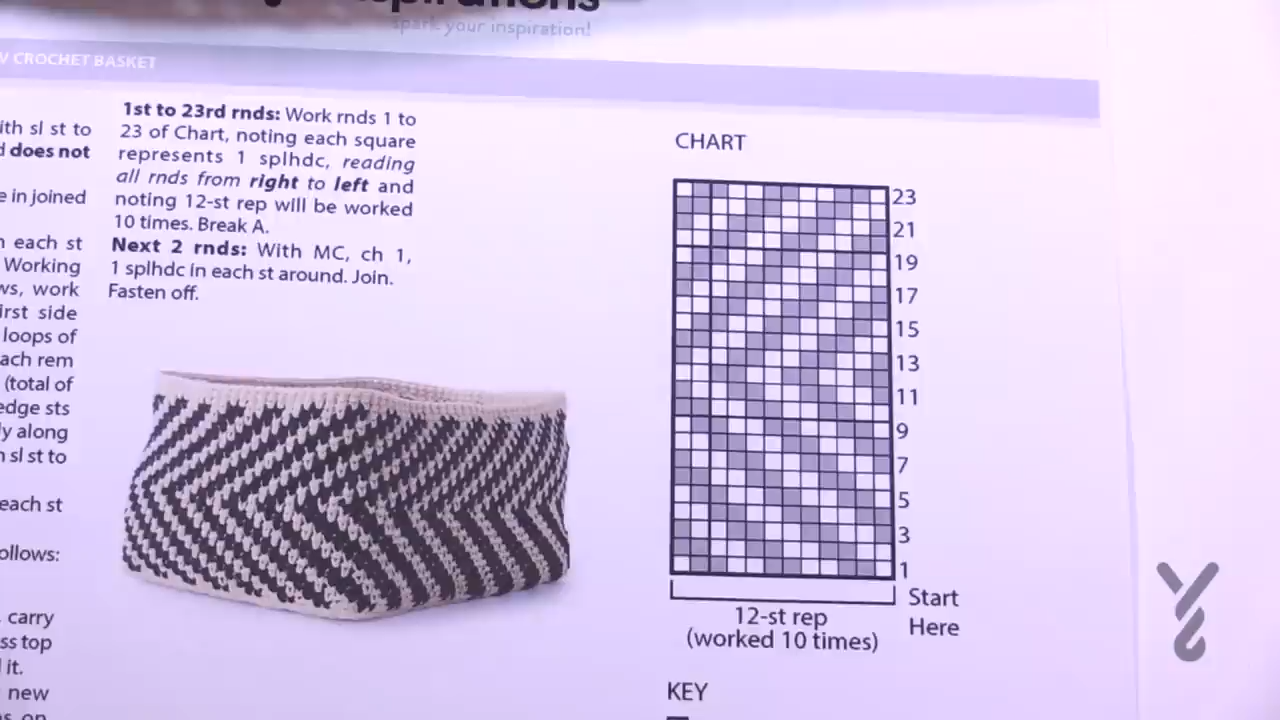 spark your inspiration!
CROCHET BASKET
ith sl st to
does not
e in joined
each st
Working
ws, work
irst side
loops of
ach rem
(total of
edge sts
y along
sl st to
each st
ollows:
carry
ss top
it.
new
1st to 23rd rnds: Work rnds 1 to
23 of Chart, noting each square
represents 1 splhdc, reading
all rnds from right to left and
noting 12-st rep will be worked
10 times. Break A.
Next 2 rnds: With MC, ch 1,
1 splhdc in each st around. Join.
Fasten off.
CHART
23
21
19
17
15
13
11
9
7
5
3
1
Start
Here
12-st rep
(worked 10 times)
KEY